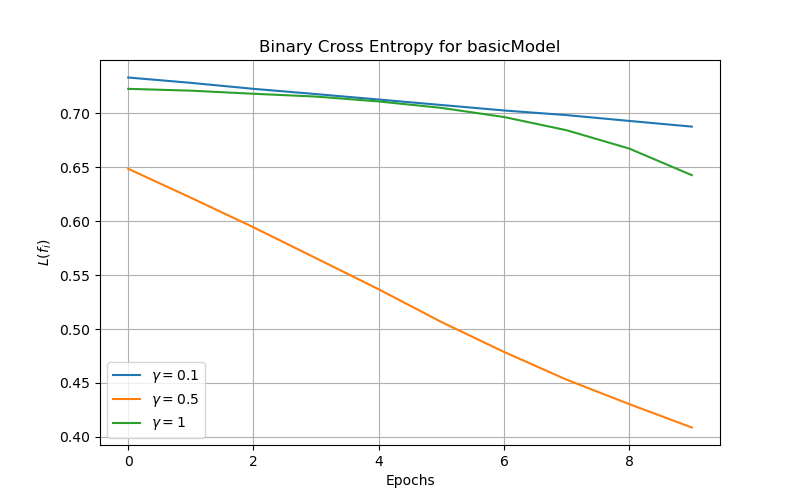 Binary Cross Entropy for basicModel
L(fᵢ)
0.70
0.65
0.60
0.55
0.50
0.45
0.40
γ = 0.1
γ = 0.5
γ = 1
0 2 4 6 8
Epochs